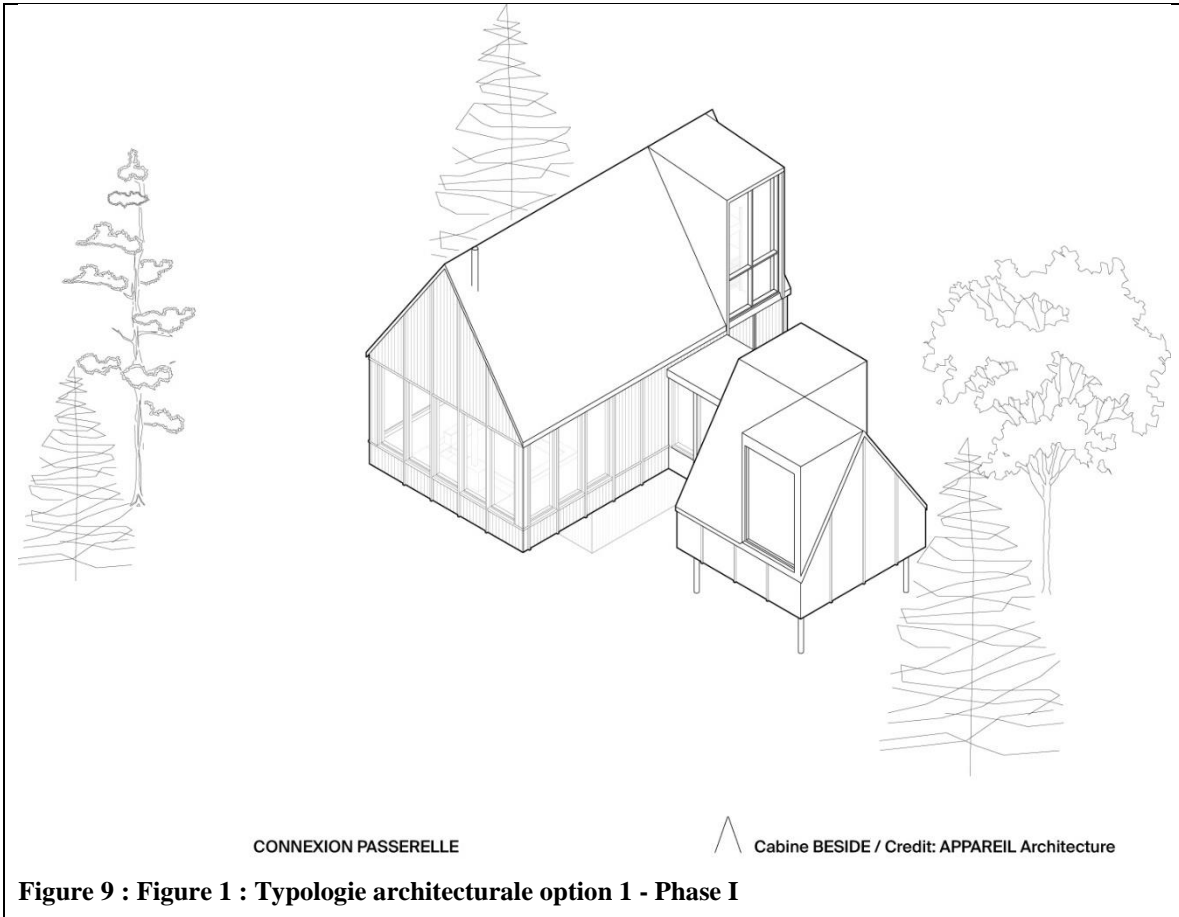 CONNEXION PASSERELLE
Cabine BESIDE / Credit: APPAREIL Architecture
Figure 9 : Figure 1 : Typologie architecturale option 1 - Phase I